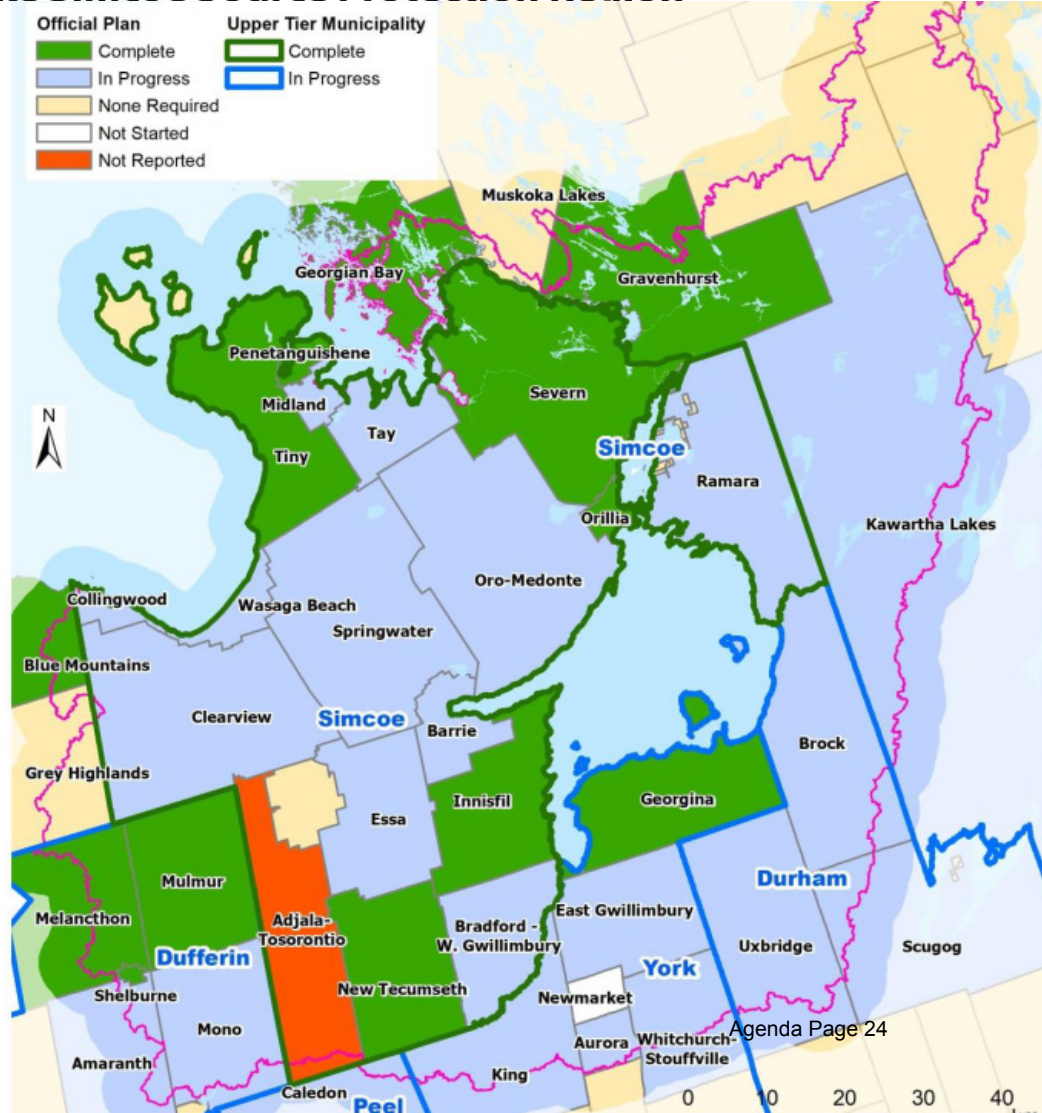 Official Plan
Complete
In Progress
None Required
Not Started
Not Reported
Upper Tier Municipality
Complete
In Progress
Muskoka Lakes
Georgian Bay
Gravenhurst
Penetanguishene
Midland
Severn
Tay
Tiny
N
Simcoe
Ramara
Orillia
Kawartha Lakes
Collingwood
Wasaga Beach
Oro-Medonte
Springwater
Blue Mountains
Clearview
Simcoe
Barrie
Brock
Grey Highlands
Innisfil
Georgina
Essa
Mulmur
Durham
Melancthon
Adjala-
Tosorontio
Bradford -
W. Gwillimbury
East Gwillimbury
Dufferin
York
Uxbridge
Scugog
Shelburne
New Tecumseth
Newmarket
Mono
Aurora
Whitchurch-
Stouffville
Agenda Page 24
Amaranth
King
Caledon
Peel
0 10 20 30 40